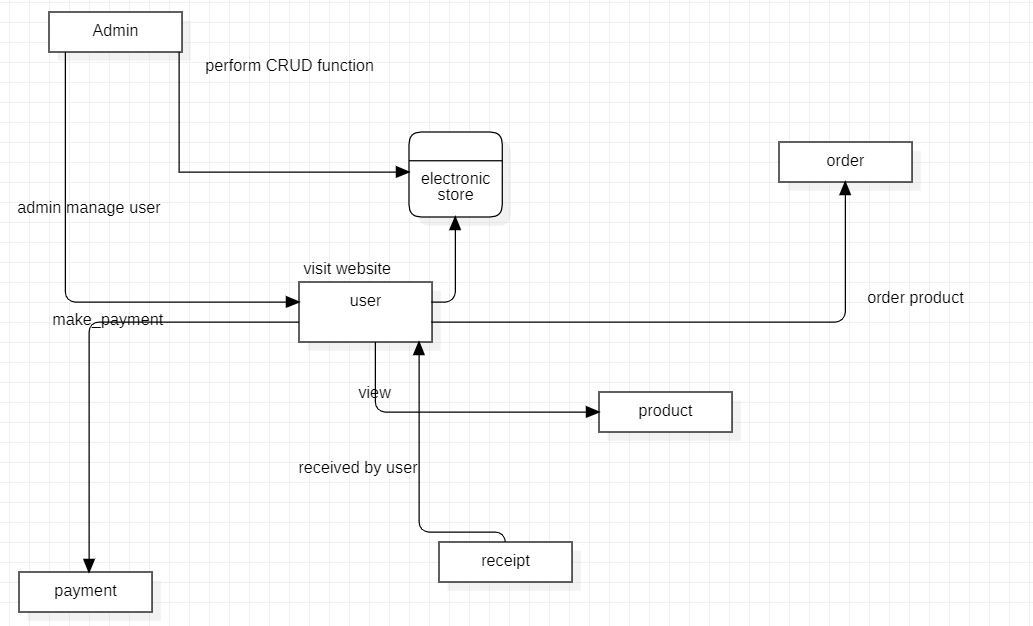 Admin
perform CRUD function
electronic
store
order
admin manage user
visit website
user
order product
make_payment
view
product
received by user
receipt
payment